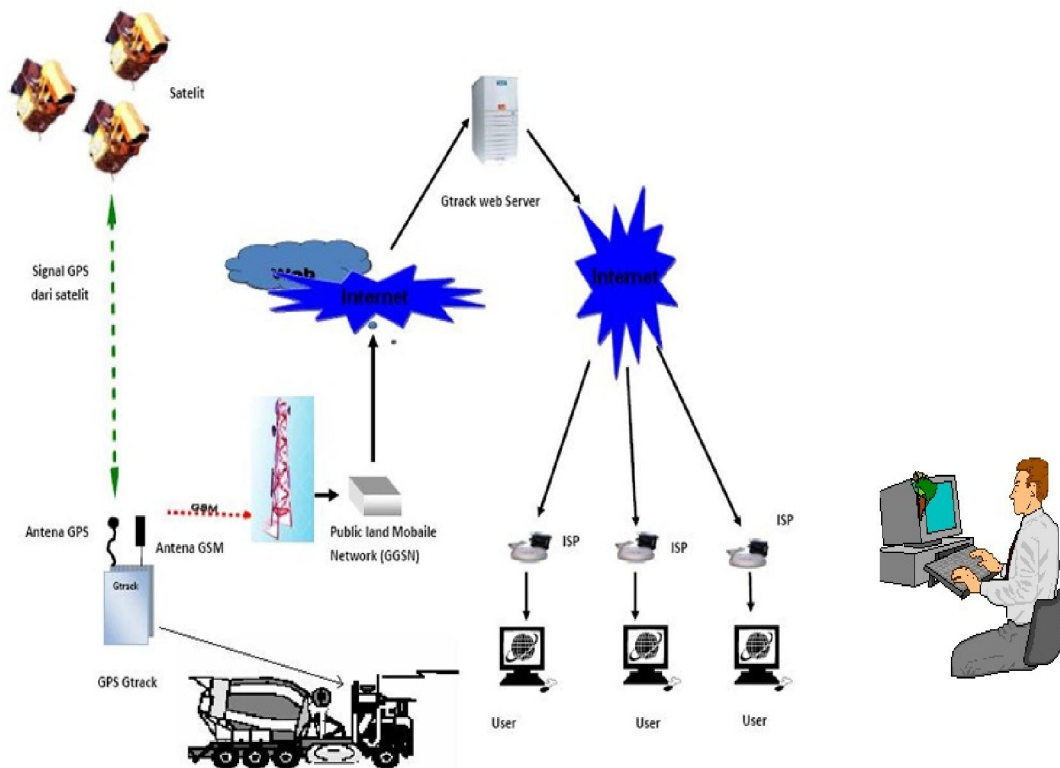 Satelit
Gtrack web Server
Signal GPS
dari satelit
Web
Internet
Internet
GSM
Antena GPS
Antena GSM
Public land Mobaile
Network (GGSN)
ISP
ISP
ISP
Gtrack
GPS Gtrack
User
User
User